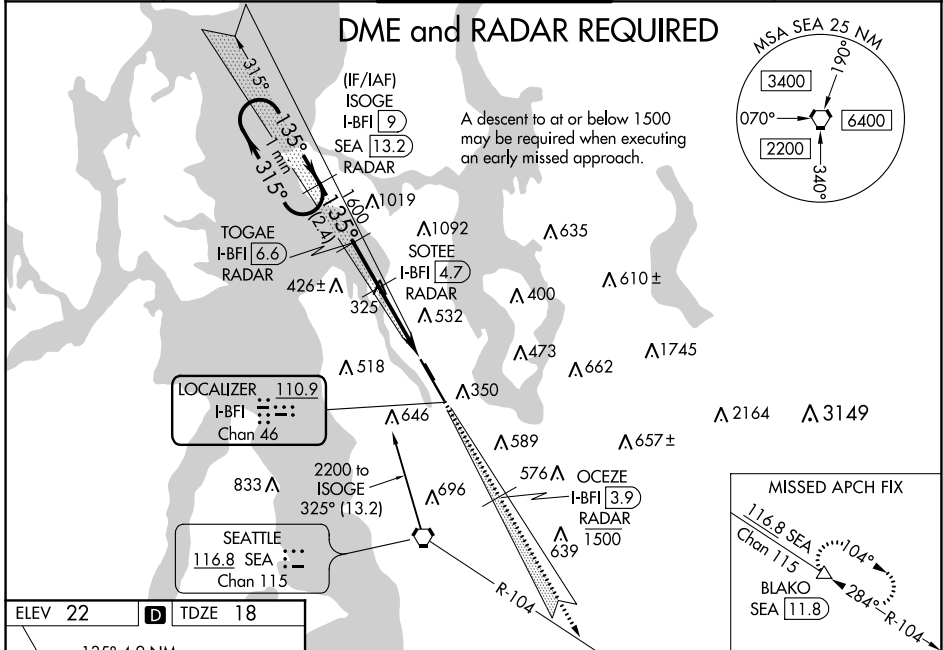 DME and RADAR REQUIRED
MSA SEA 25 NM
190°
3400
070°
6400
2200
340°
315°
(IF/IAF)
ISOGE
I-BFI 9
SEA 13.2
RADAR
A descent to at or below 1500
may be required when executing
an early missed approach.
135°
1 min
315°
135°
1600
(2.4)
1019
TOGAE
I-BFI 6.6
RADAR
1092
635
SOTEE
I-BFI 4.7
RADAR
426±
325
610±
400
532
473
1745
662
518
LOCALIZER 110.9
I-BFI
Chan 46
350
646
2164
3149
589
657±
2200 to
ISOGE
325° (13.2)
833
696
576
OCEZE
I-BFI 3.9
RADAR
1500
639
SEATTLE
116.8 SEA
Chan 115
R-104
MISSED APCH FIX
116.8 SEA
Chan 115
104°
BLAKO
SEA 11.8
284°
R-104
ELEV 22
D
TDZE 18